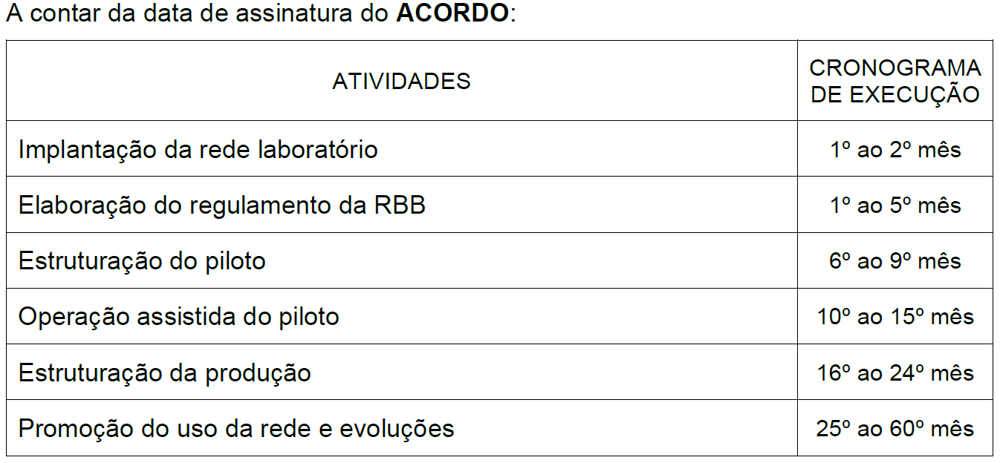 A contar da data de assinatura do ACORDO:
ATIVIDADES
CRONOGRAMA
DE EXECUÇÃO
Implantação da rede laboratório
1º ao 2º mês
Elaboração do regulamento da RBB
1º ao 5º mês
Estruturação do piloto
6º ao 9º mês
Operação assistida do piloto
10º ao 15º mês
Estruturação da produção
16º ao 24º mês
Promoção do uso da rede e evoluções
25º ao 60º mês